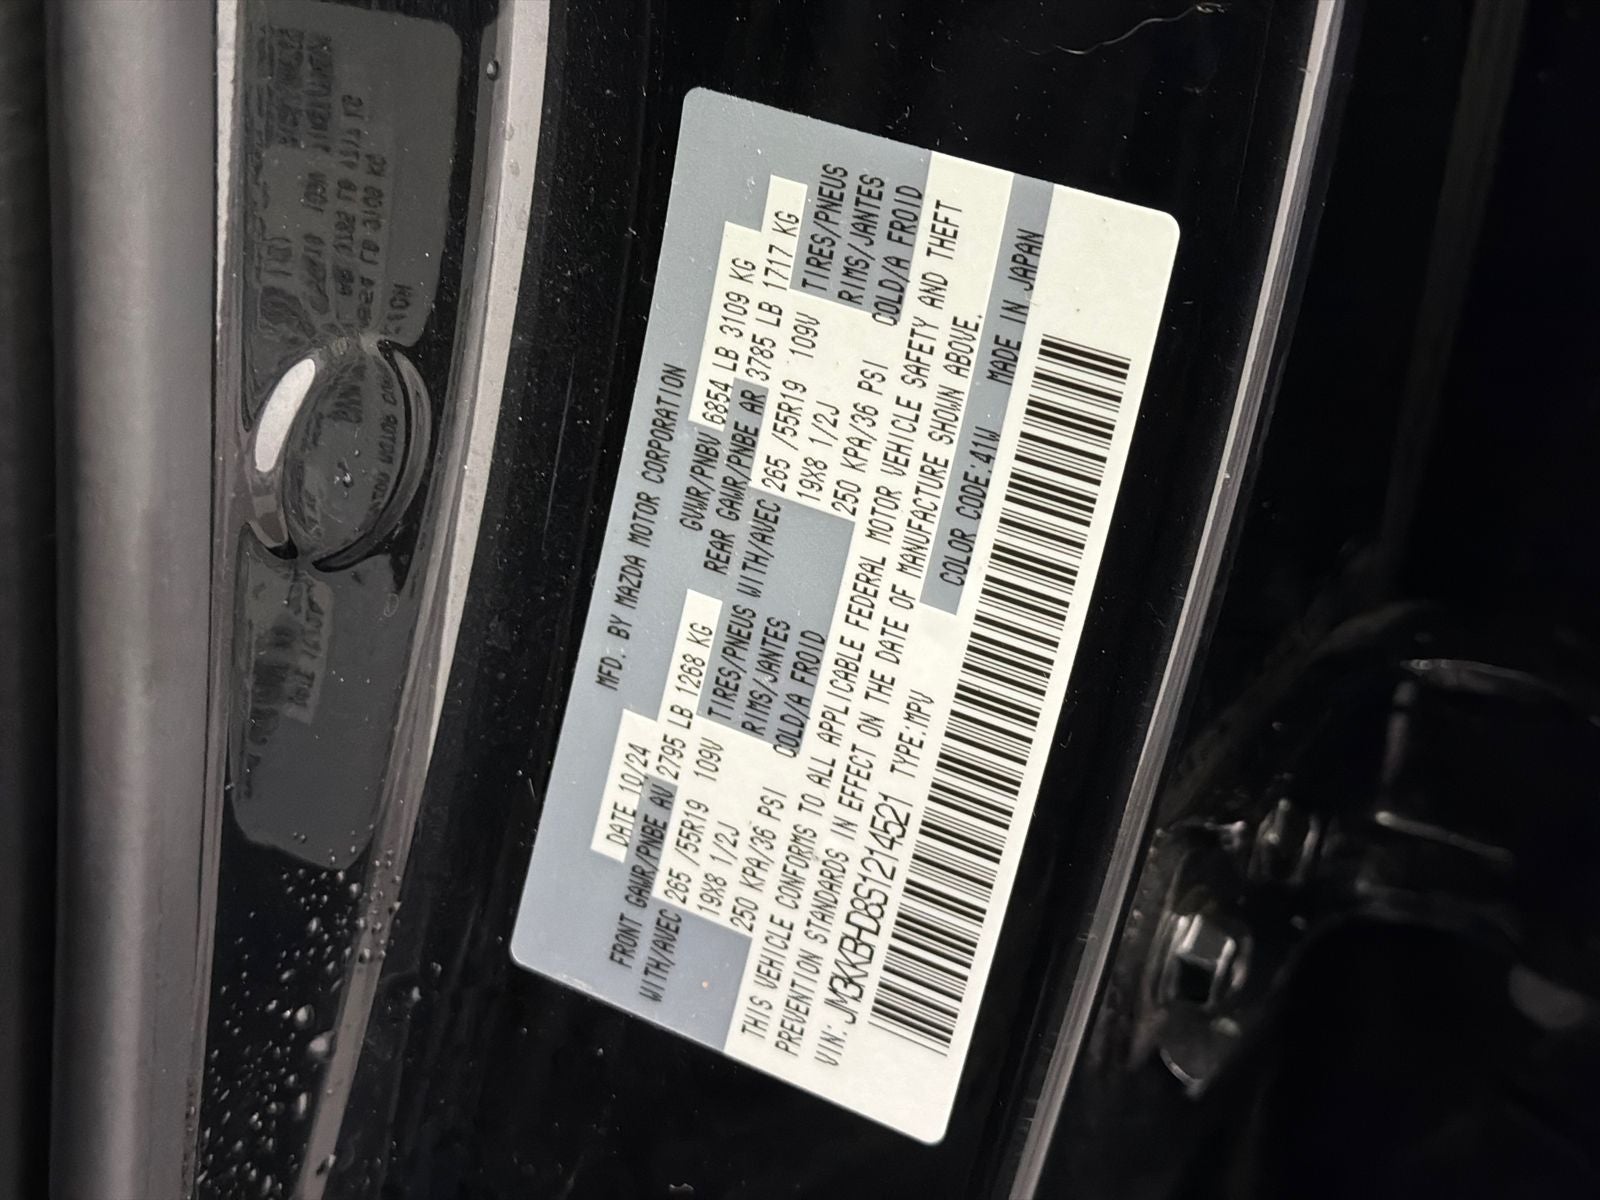 MFD. BY MAZDA MOTOR CORPORATION
DATE 10/24 GVWR/PNBV 6854 LB 3109 KG
FRONT GAWR/PNBE AV 2795 LB 1268 KG REAR GAWR/PNBE AR 3785 LB 1717 KG
WITH/AVEC 265 /55R19 109V TIRES/PNEUS WITH/AVEC 265 /55R19 109V TIRES/PNEUS
19X8 1/2J RIMS/JANTES 19X8 1/2J RIMS/JANTES
250 KPA/36 PSI COLD/A FROID 250 KPA/36 PSI COLD/A FROID
THIS VEHICLE CONFORMS TO ALL APPLICABLE FEDERAL MOTOR VEHICLE SAFETY AND THEFT
PREVENTION STANDARDS IN EFFECT ON THE DATE OF MANUFACTURE SHOWN ABOVE.
VIN: JM3KKBHD8S1214521 TYPE:MPV COLOR CODE:41W MADE IN JAPAN